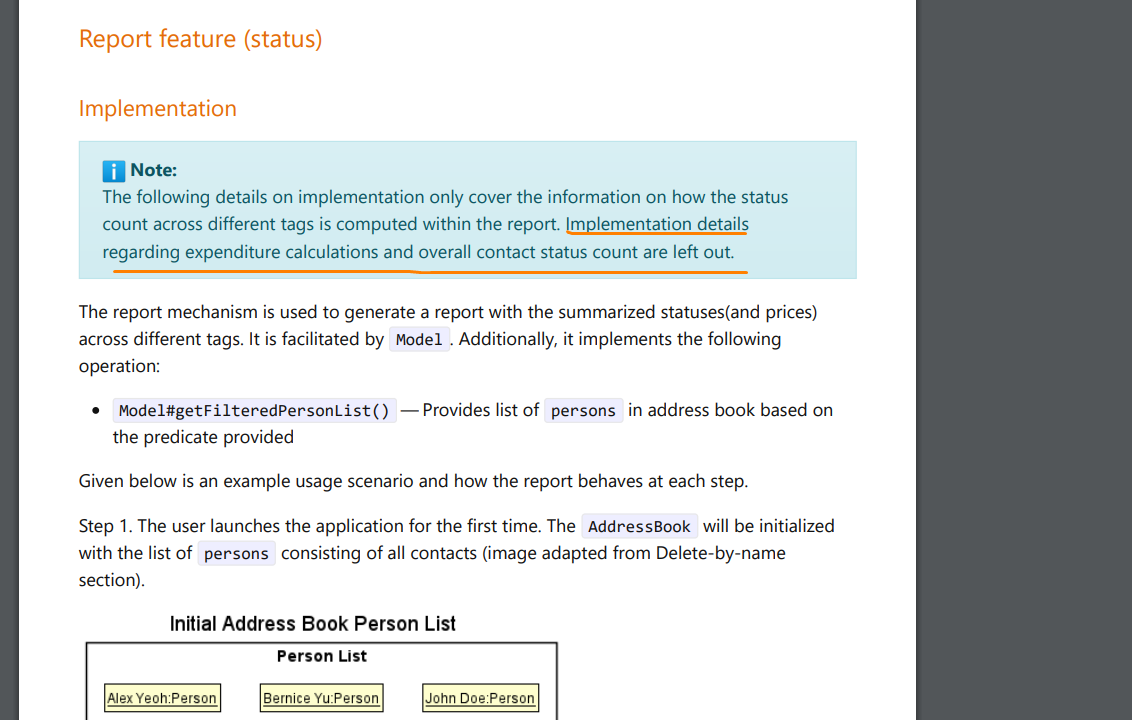 Report feature (status)
Implementation
Note:
The following details on implementation only cover the information on how the status
count across different tags is computed within the report. Implementation details
regarding expenditure calculations and overall contact status count are left out.
The report mechanism is used to generate a report with the summarized statuses(and prices)
across different tags. It is facilitated by Model . Additionally, it implements the following
operation:
• Model#getFilteredPersonList() — Provides list of persons in address book based on
the predicate provided
Given below is an example usage scenario and how the report behaves at each step.
Step 1. The user launches the application for the first time. The AddressBook will be initialized
with the list of persons consisting of all contacts (image adapted from Delete-by-name
section).
Initial Address Book Person List
Person List
Alex Yeoh:Person Bernice Yu:Person John Doe:Person